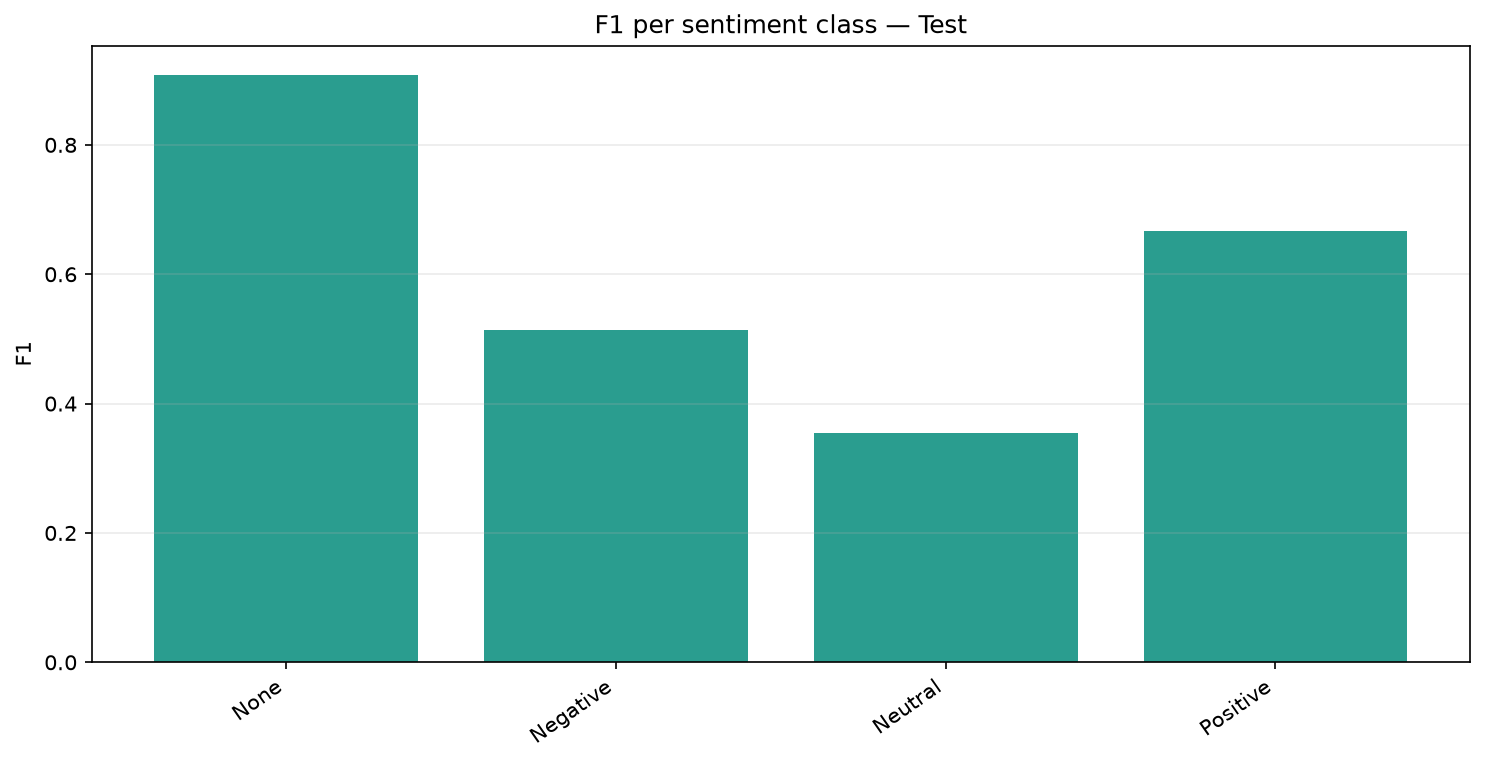 F1 per sentiment class — Test
F1
0.8
0.6
0.4
0.2
0.0
None
Negative
Neutral
Positive